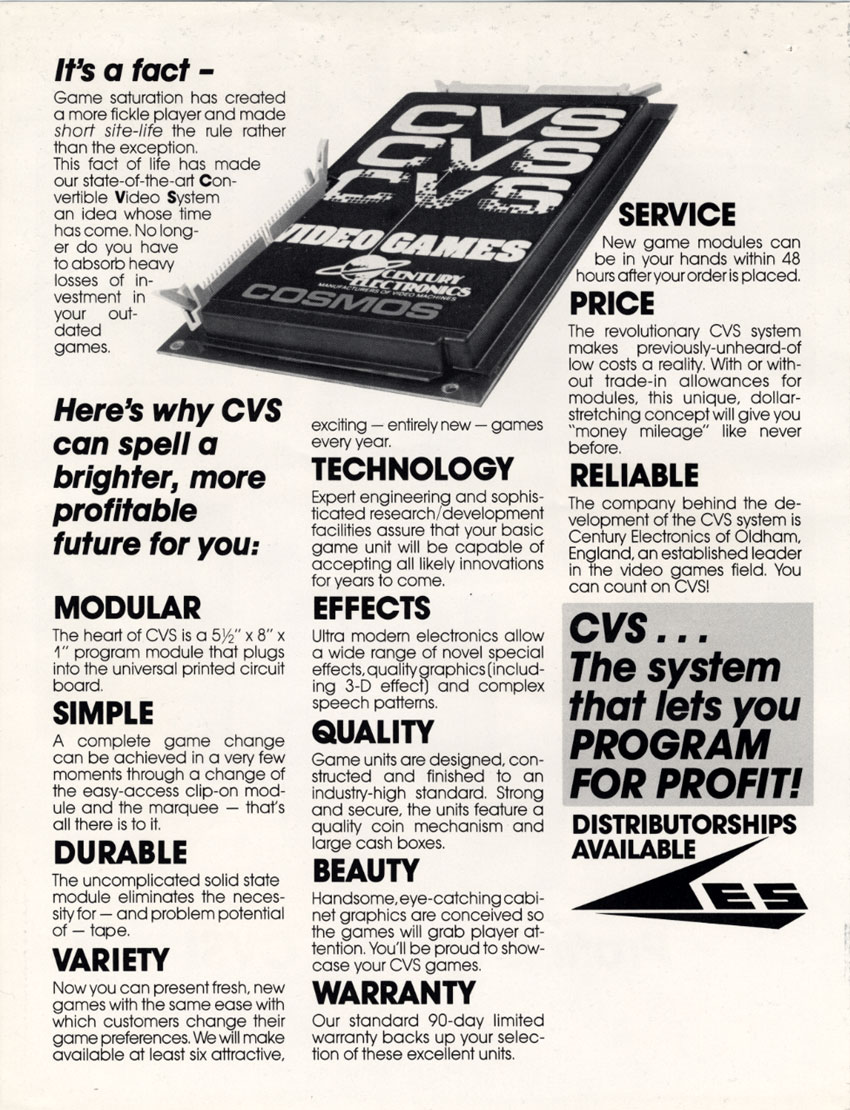 It's a fact –
Game saturation has created
a more fickle player and made
short site-life the rule rather
than the exception.
This fact of life has made
our state-of-the-art Con-
vertible Video System
an idea whose time
has come. No long-
er do you have
to absorb heavy
losses of in-
vestment in
your out-
dated
games.
CVS
CVS
CVS
VIDEO GAMES
CENTURY
ELECTRONICS
MANUFACTURERS OF VIDEO MACHINES
COSMOS
Here's why CVS
can spell a
brighter, more
profitable
future for you:
MODULAR
The heart of CVS is a 5½" x 8" x
1" program module that plugs
into the universal printed circuit
board.
SIMPLE
A complete game change
can be achieved in a very few
moments through a change of
the easy-access clip-on mod-
ule and the marquee — that's
all there is to it.
DURABLE
The uncomplicated solid state
module eliminates the neces-
sity for — and problem potential
of — tape.
VARIETY
Now you can present fresh, new
games with the same ease with
which customers change their
game preferences. We will make
available at least six attractive,
exciting — entirely new — games
every year.
TECHNOLOGY
Expert engineering and sophis-
ticated research/development
facilities assure that your basic
game unit will be capable of
accepting all likely innovations
for years to come.
EFFECTS
Ultra modern electronics allow
a wide range of novel special
effects, quality graphics (includ-
ing 3-D effect) and complex
speech patterns.
QUALITY
Game units are designed, con-
structed and finished to an
industry-high standard. Strong
and secure, the units feature a
quality coin mechanism and
large cash boxes.
BEAUTY
Handsome, eye-catching cabi-
net graphics are conceived so
the games will grab player at-
tention. You'll be proud to show-
case your CVS games.
WARRANTY
Our standard 90-day limited
warranty backs up your selec-
tion of these excellent units.
SERVICE
New game modules can
be in your hands within 48
hours after your order is placed.
PRICE
The revolutionary CVS system
makes previously-unheard-of
low costs a reality. With or with-
out trade-in allowances for
modules, this unique, dollar-
stretching concept will give you
"money mileage" like never
before.
RELIABLE
The company behind the de-
velopment of the CVS system is
Century Electronics of Oldham,
England, an established leader
in the video games field. You
can count on CVS!
CVS . . .
The system
that lets you
PROGRAM
FOR PROFIT!
DISTRIBUTORSHIPS
AVAILABLE
CES